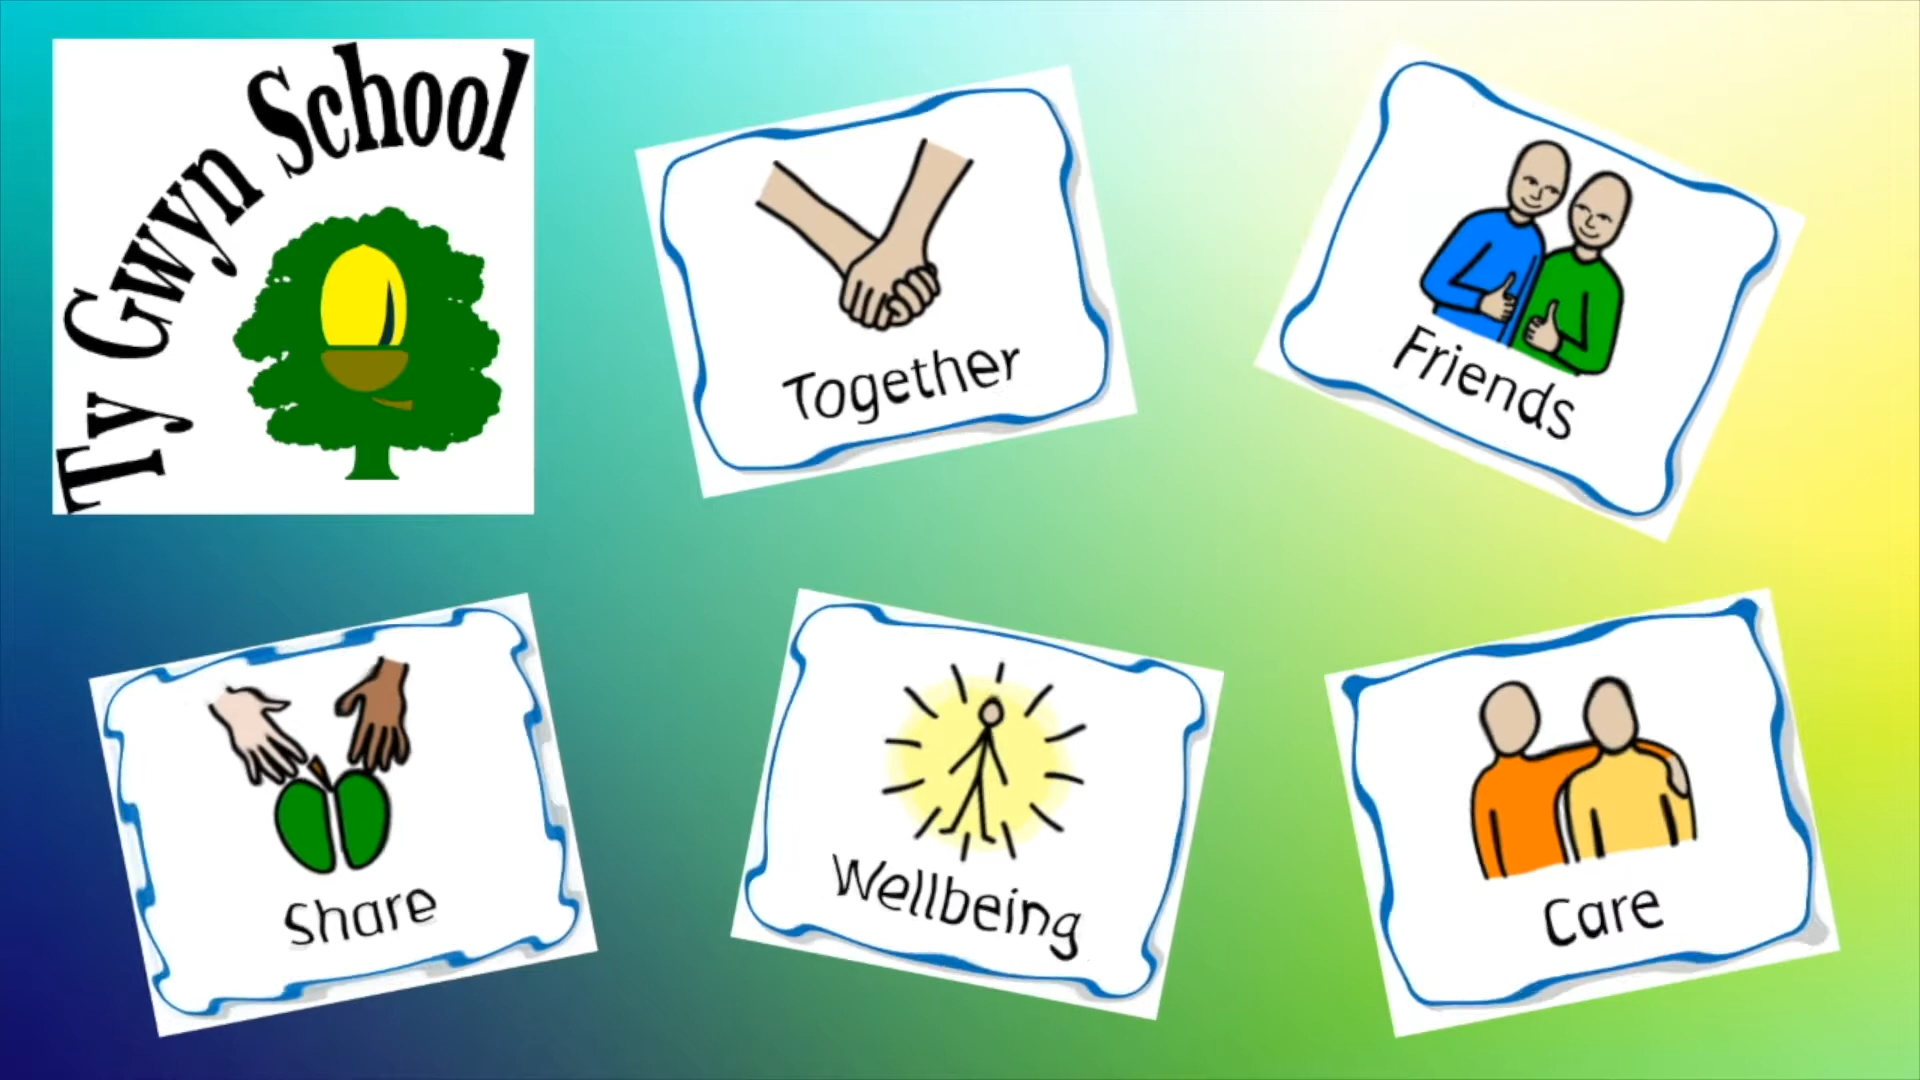 Ty Gwyn School
Together
Friends
Share
Wellbeing
Care